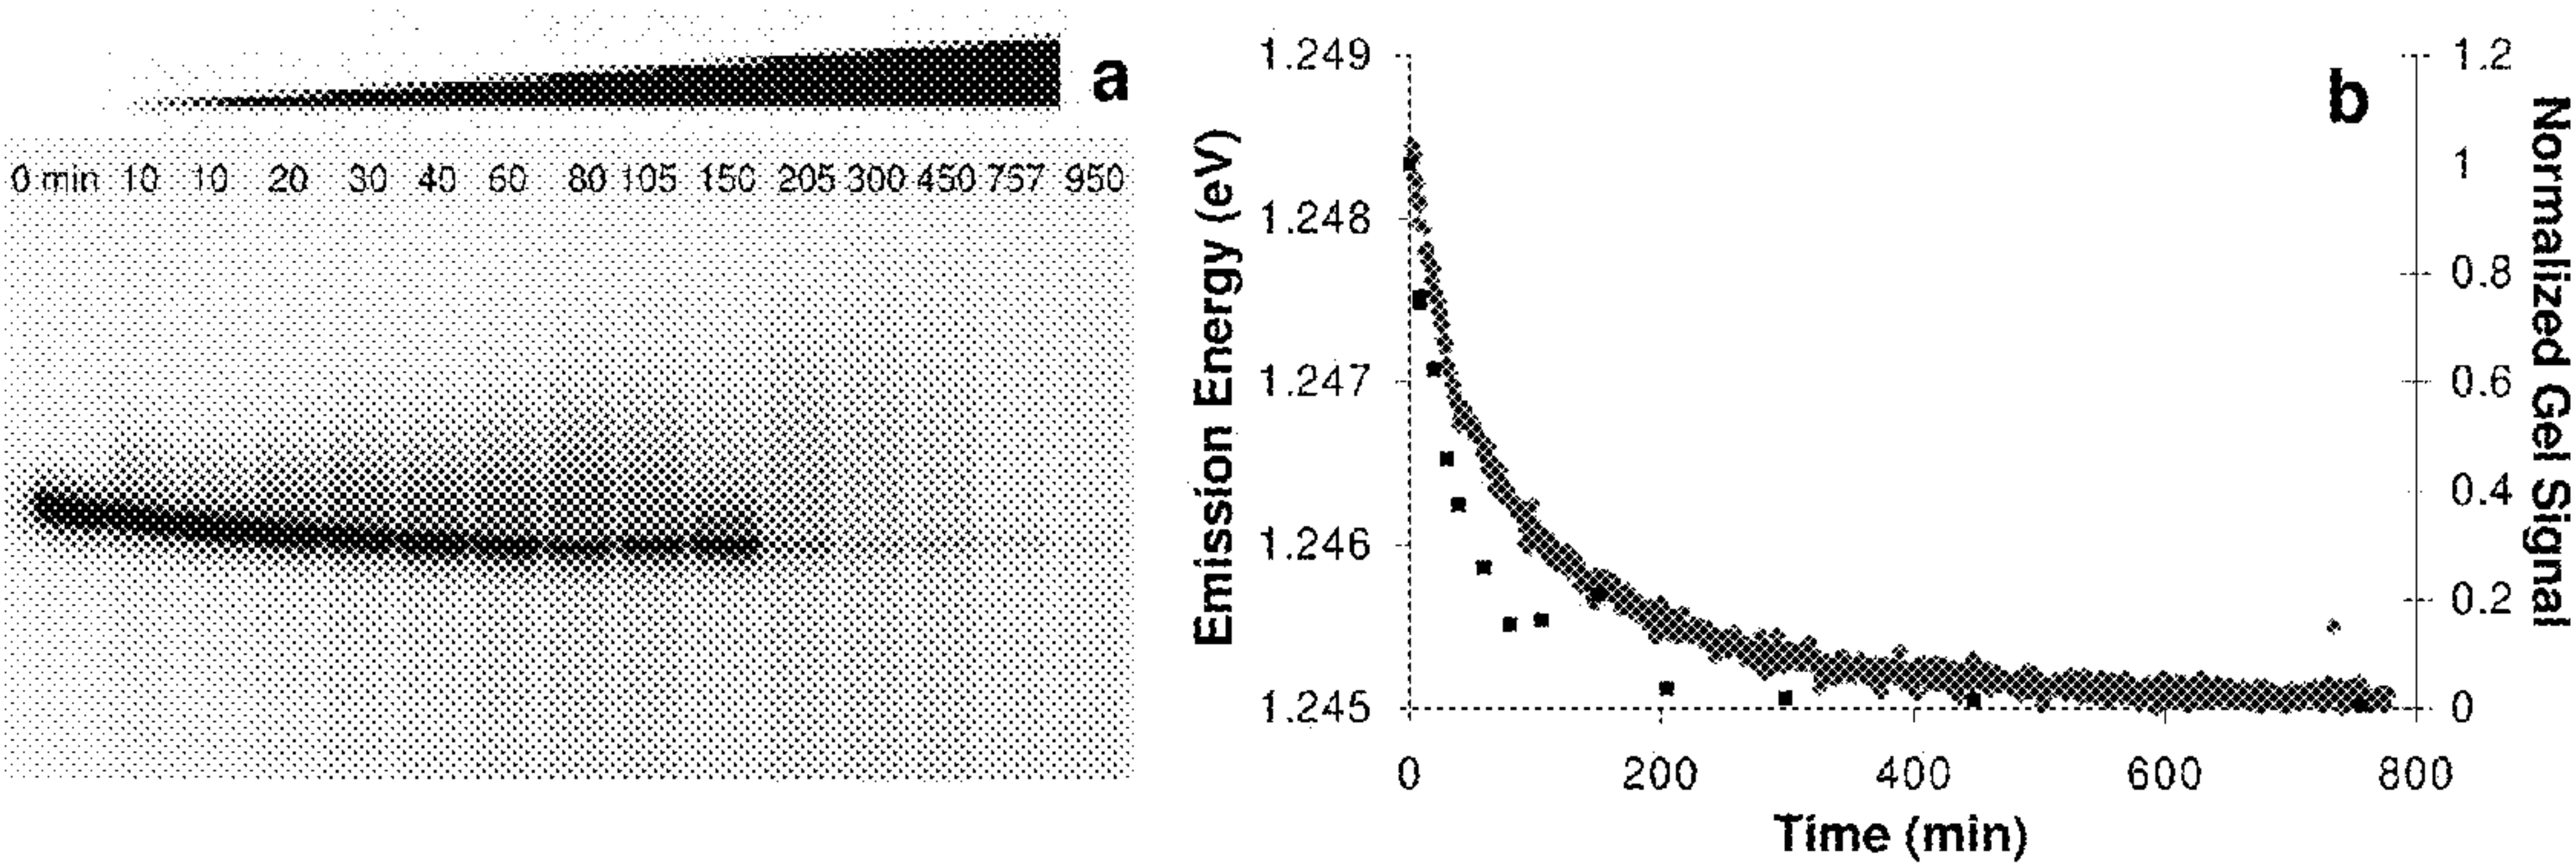 a
0 min 10 10 20 30 40 60 80 105 150 205 300 450 757 950
b
Emission Energy (eV)
1.249
1.248
1.247
1.246
1.245
1.2
1
0.8
0.6
0.4
0.2
0
Normalized Gel Signal
0 200 400 600 800
Time (min)